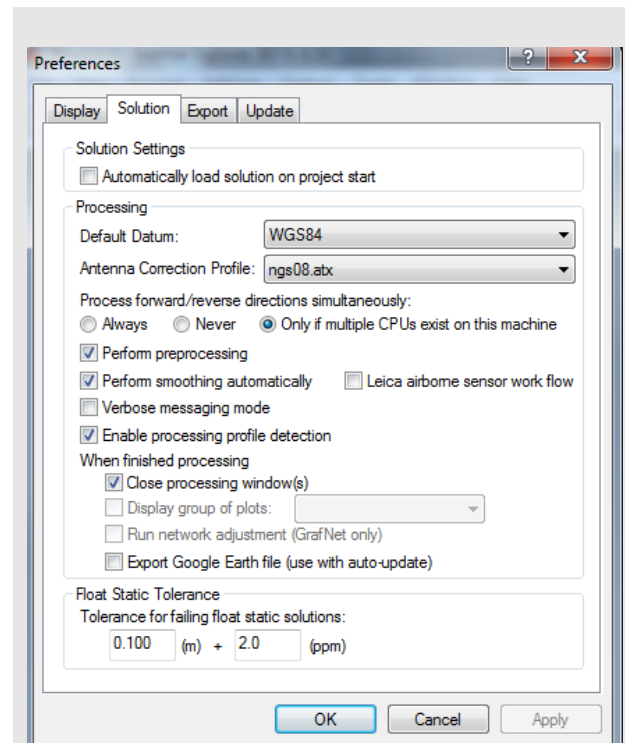 Preferences
Display Solution Export Update
Solution Settings
Automatically load solution on project start
Processing
Default Datum: WGS84
Antenna Correction Profile: ngs08.atx
Process forward/reverse directions simultaneously:
Always Never Only if multiple CPUs exist on this machine
Perform preprocessing
Perform smoothing automatically Leica airborne sensor work flow
Verbose messaging mode
Enable processing profile detection
When finished processing
Close processing window(s)
Display group of plots:
Run network adjustment (GrafNet only)
Export Google Earth file (use with auto-update)
Float Static Tolerance
Tolerance for failing float static solutions:
0.100 (m) + 2.0 (ppm)
OK Cancel Apply